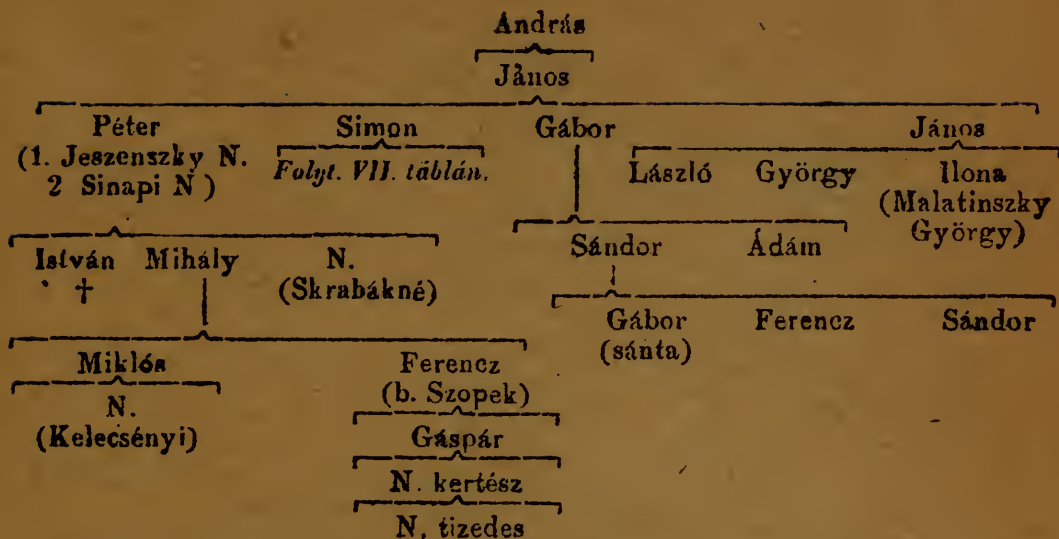 András
János
Péter Simon Gábor János
(1. Jeszenszky N. Folyt. VII. táblán. László György Ilona
2 Sinapi N) (Malatinszky
György)
István Mihály N. Sándor Ádám
† (Skrabákné)
Gábor Ferencz Sándor
(sánta)
Miklós Ferencz
(b. Szopek)
N. Gáspár
(Kelecsényi)
N. kertész
N, tizedes